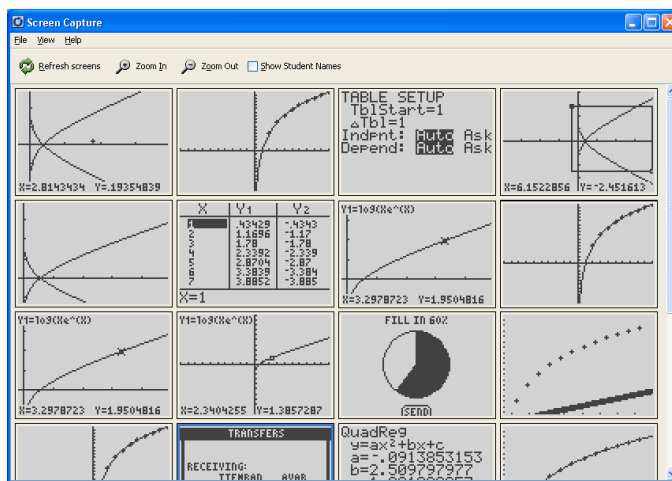 Screen Capture
File View Help
Refresh screens Zoom In Zoom Out Show Student Names
X=2.8143434 Y=.19354839
TABLE SETUP
TblStart=1
△Tbl=1
Indpnt: Auto Ask
Depend: Auto Ask
X=6.1522856 Y=-2.451613
X Y1 Y2
1 .43429 -.4343
2 1.1696 -1.17
3 1.78 -1.78
4 2.3392 -2.339
5 2.8704 -2.87
6 3.3839 -3.384
7 3.8852 -3.885
X=1
Y1=log(Xe^(X)
X=3.2978723 Y=1.9504816
Y1=log(Xe^(X)
X=3.2978723 Y=1.9504816
Y1=log(Xe^(X)
X=2.3404255 Y=1.3857287
FILL IN 60%
(SEND)
TRANSFERS
RECEIVING:
QuadReg
y=ax²+bx+c
a=-.0913853153
b=2.509797977